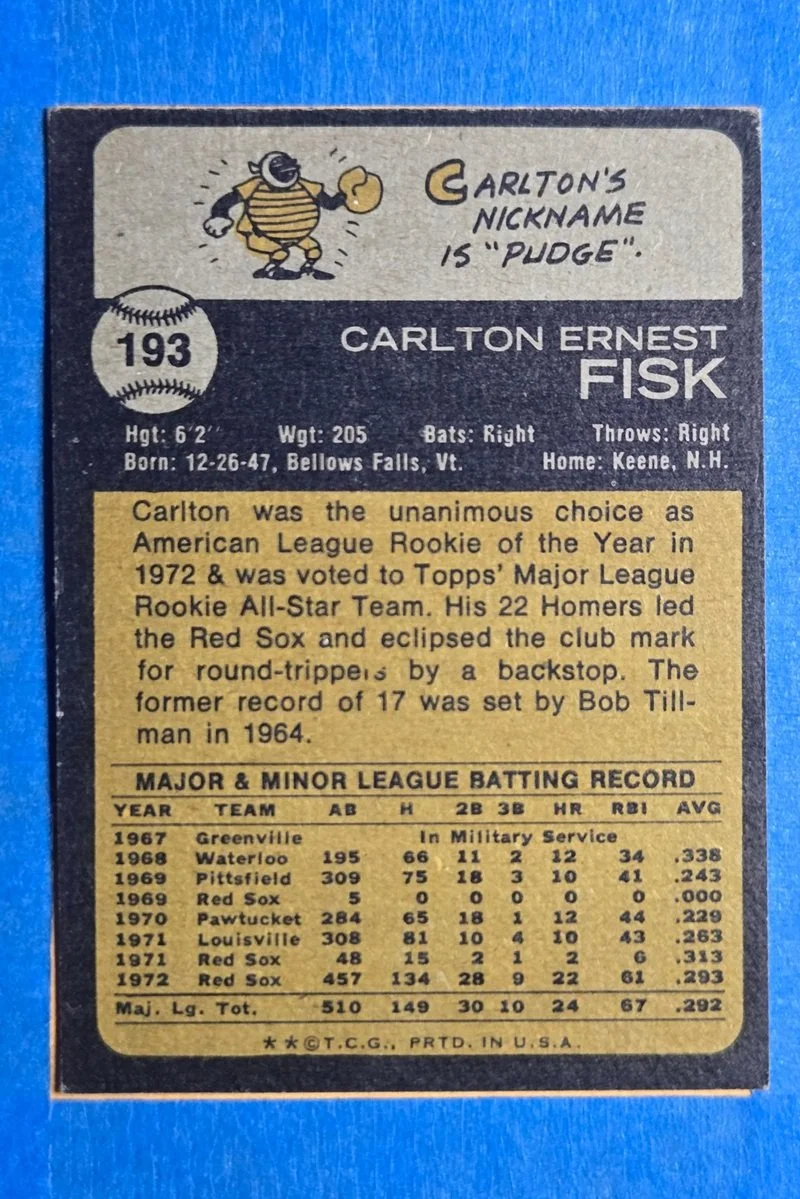 CARLTON'S
NICKNAME
IS "PUDGE".
193
CARLTON ERNEST
FISK
Hgt: 6'2" Wgt: 205 Bats: Right Throws: Right
Born: 12-26-47, Bellows Falls, Vt. Home: Keene, N.H.
Carlton was the unanimous choice as
American League Rookie of the Year in
1972 & was voted to Topps' Major League
Rookie All-Star Team. His 22 Homers led
the Red Sox and eclipsed the club mark
for round-trippers by a backstop. The
former record of 17 was set by Bob Till-
man in 1964.
MAJOR & MINOR LEAGUE BATTING RECORD
YEAR TEAM AB H 2B 3B HR RBI AVG
1967 Greenville In Military Service
1968 Waterloo 195 66 11 2 12 34 .338
1969 Pittsfield 309 75 18 3 10 41 .243
1969 Red Sox 5 0 0 0 0 0 .000
1970 Pawtucket 284 65 18 1 12 44 .229
1971 Louisville 308 81 10 4 10 43 .263
1971 Red Sox 48 15 2 1 2 6 .313
1972 Red Sox 457 134 28 9 22 61 .293
Maj. Lg. Tot. 510 149 30 10 24 67 .292
* * © T.C.G., PRTD. IN U.S.A.